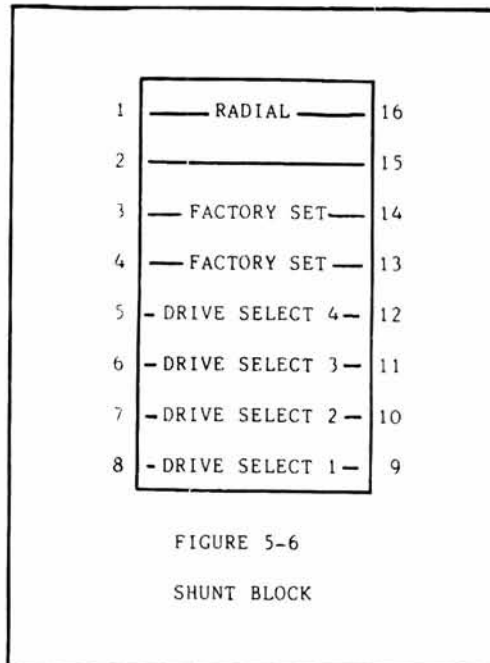 1 RADIAL 16
2 15
3 FACTORY SET 14
4 FACTORY SET 13
5 DRIVE SELECT 4 12
6 DRIVE SELECT 3 11
7 DRIVE SELECT 2 10
8 DRIVE SELECT 1 9
FIGURE 5-6
SHUNT BLOCK